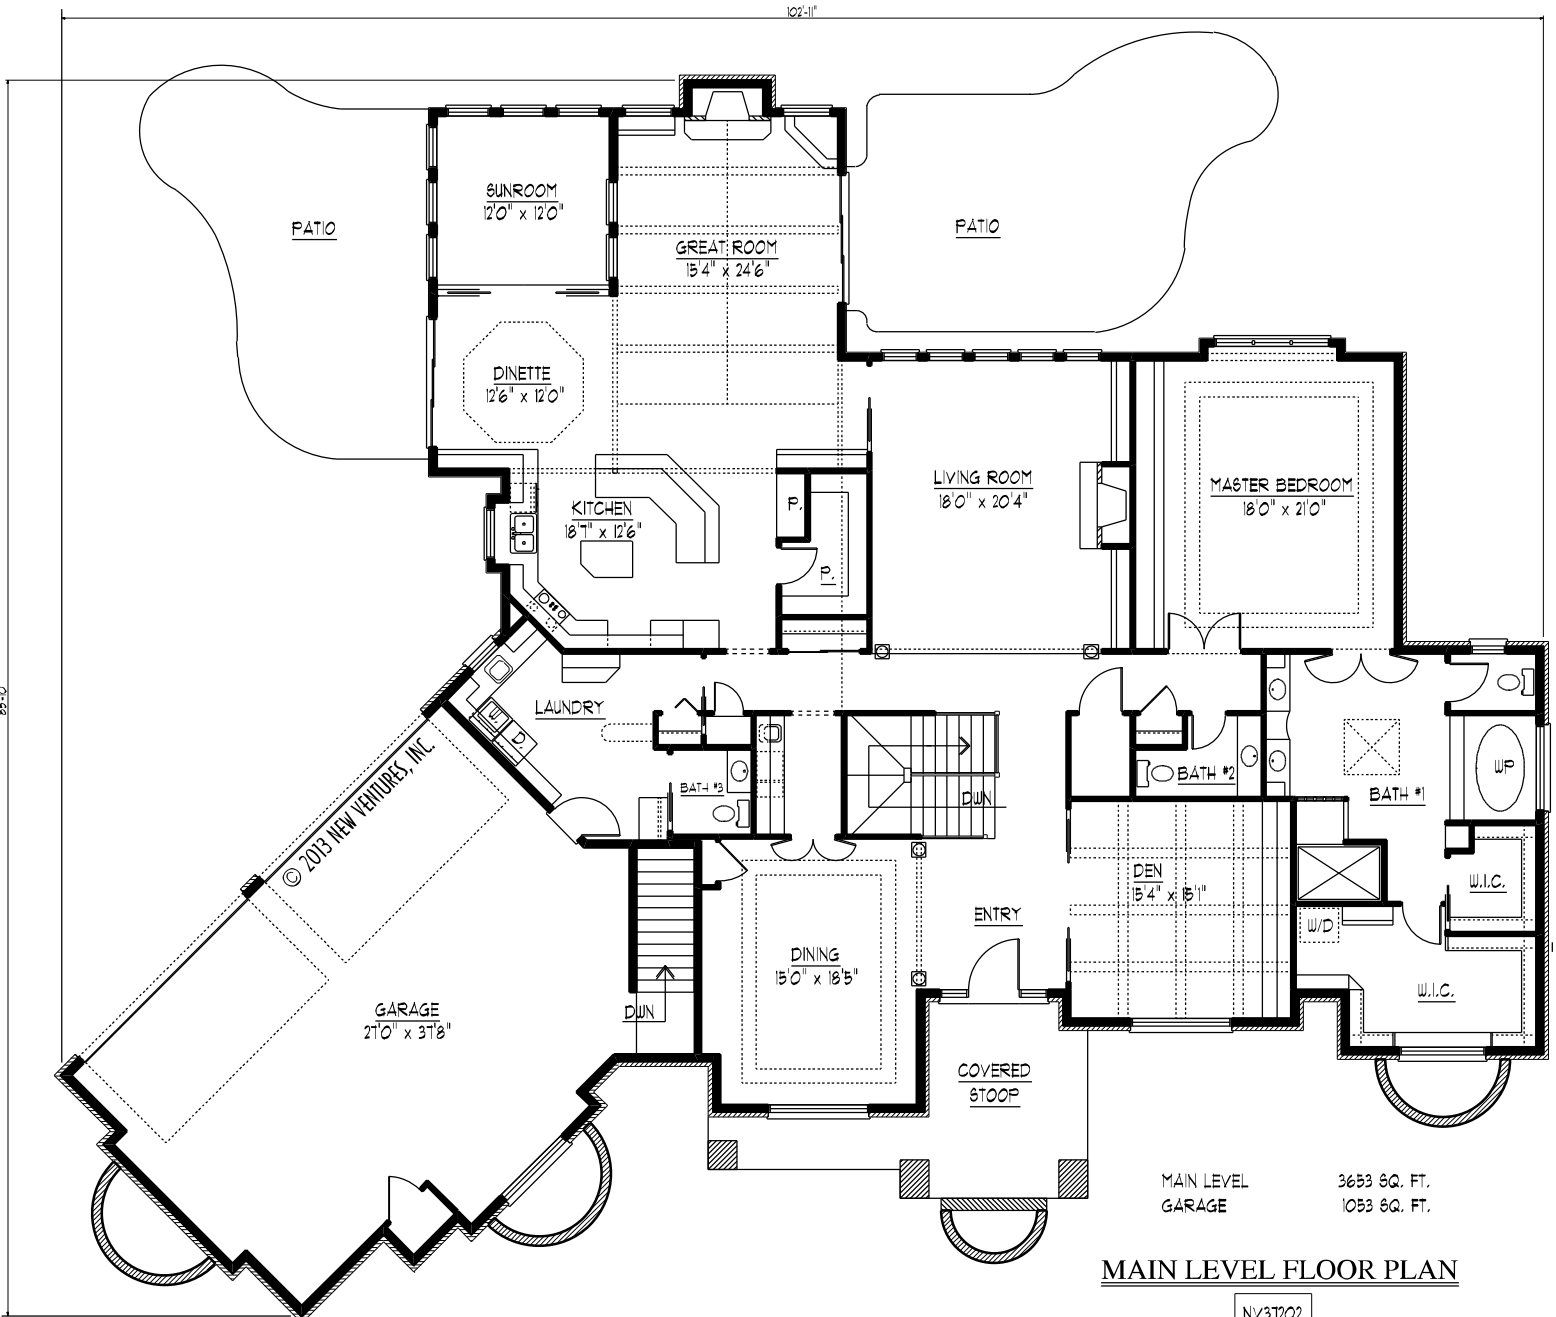 102'-11"
85'-10"
SUNROOM
12'0" x 12'0"
PATIO
PATIO
GREAT ROOM
15'4" x 24'6"
DINETTE
12'6" x 12'0"
LIVING ROOM
18'0" x 20'4"
MASTER BEDROOM
18'0" x 21'0"
KITCHEN
18'7" x 12'6"
P.
P.
LAUNDRY
W.
D.
BATH #3
BATH #2
BATH #1
WP
DWN
© 2013 NEW VENTURES, INC.
DEN
15'4" x 15'1"
W.I.C.
W/D
ENTRY
DINING
15'0" x 18'5"
W.I.C.
GARAGE
27'0" x 37'8"
DWN
COVERED
STOOP
MAIN LEVEL 3653 SQ. FT.
GARAGE 1053 SQ. FT.
MAIN LEVEL FLOOR PLAN
NV37202